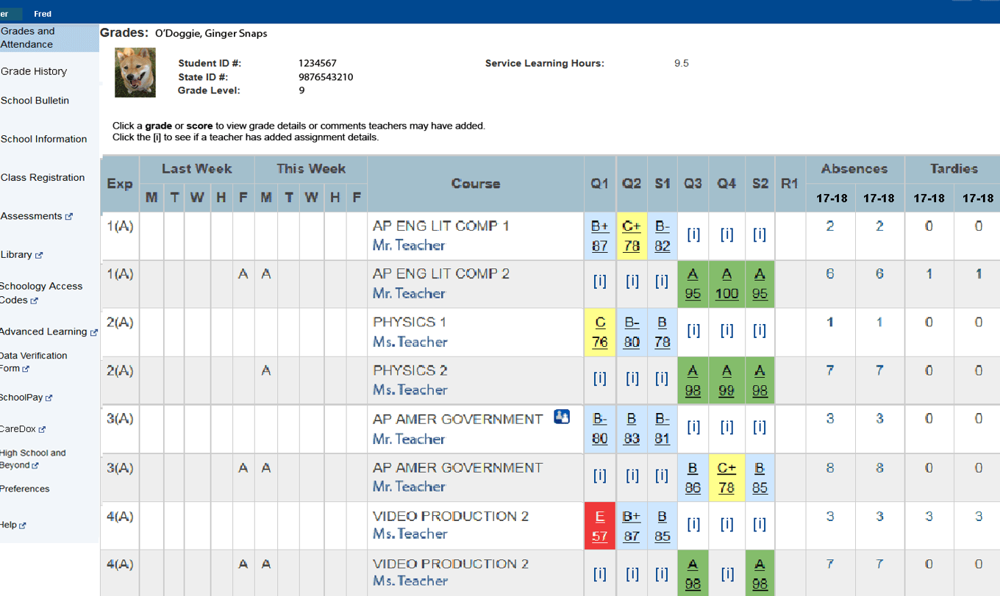 er Fred
Grades and
Attendance
Grade History
School Bulletin
School Information
Class Registration
Assessments
Library
Schoology Access
Codes
Advanced Learning
Data Verification
Form
SchoolPay
CareDox
High School and
Beyond
Preferences
Help
Grades: O'Doggie, Ginger Snaps
Student ID #: 1234567 Service Learning Hours: 9.5
State ID #: 9876543210
Grade Level: 9
Click a grade or score to view grade details or comments teachers may have added.
Click the [i] to see if a teacher has added assignment details.
Exp Last Week This Week Course Q1 Q2 S1 Q3 Q4 S2 R1 Absences Tardies
M T W H F M T W H F 17-18 17-18 17-18 17-18
1(A) AP ENG LIT COMP 1 B+ C+ B- [i] [i] [i] 2 2 0 0
Mr. Teacher 87 78 82
1(A) A A AP ENG LIT COMP 2 [i] [i] [i] A A A 6 6 1 1
Mr. Teacher 95 100 95
2(A) PHYSICS 1 C B- B [i] [i] [i] 1 1 0 0
Ms. Teacher 76 80 78
2(A) A PHYSICS 2 [i] [i] [i] A A A 7 7 0 0
Ms. Teacher 98 99 98
3(A) AP AMER GOVERNMENT B- B B- [i] [i] [i] 3 3 0 0
Mr. Teacher 80 83 81
3(A) A A AP AMER GOVERNMENT [i] [i] [i] B C+ B 8 8 0 0
Mr. Teacher 86 78 85
4(A) VIDEO PRODUCTION 2 E B+ B [i] [i] [i] 3 3 3 3
Ms. Teacher 57 87 85
4(A) A A VIDEO PRODUCTION 2 [i] [i] [i] A [i] A 7 7 0 0
Ms. Teacher 98 98